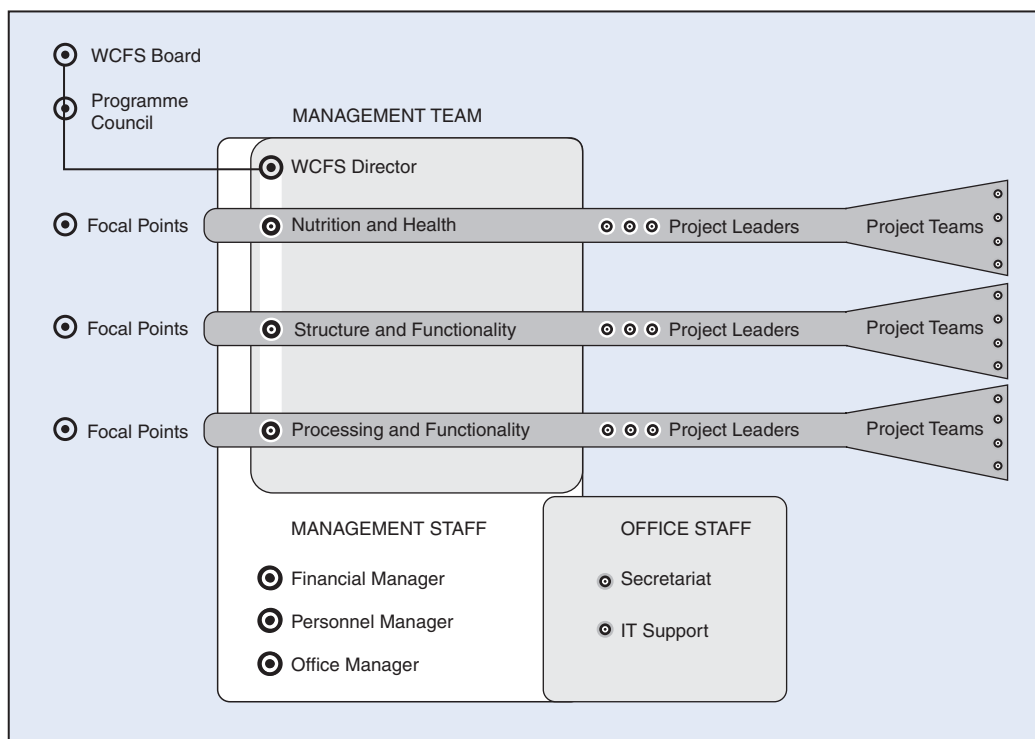 WCFS Board
Programme
Council
MANAGEMENT TEAM
WCFS Director
Focal Points
Nutrition and Health
Project Leaders
Project Teams
Focal Points
Structure and Functionality
Project Leaders
Project Teams
Focal Points
Processing and Functionality
Project Leaders
Project Teams
MANAGEMENT STAFF
Financial Manager
Personnel Manager
Office Manager
OFFICE STAFF
Secretariat
IT Support